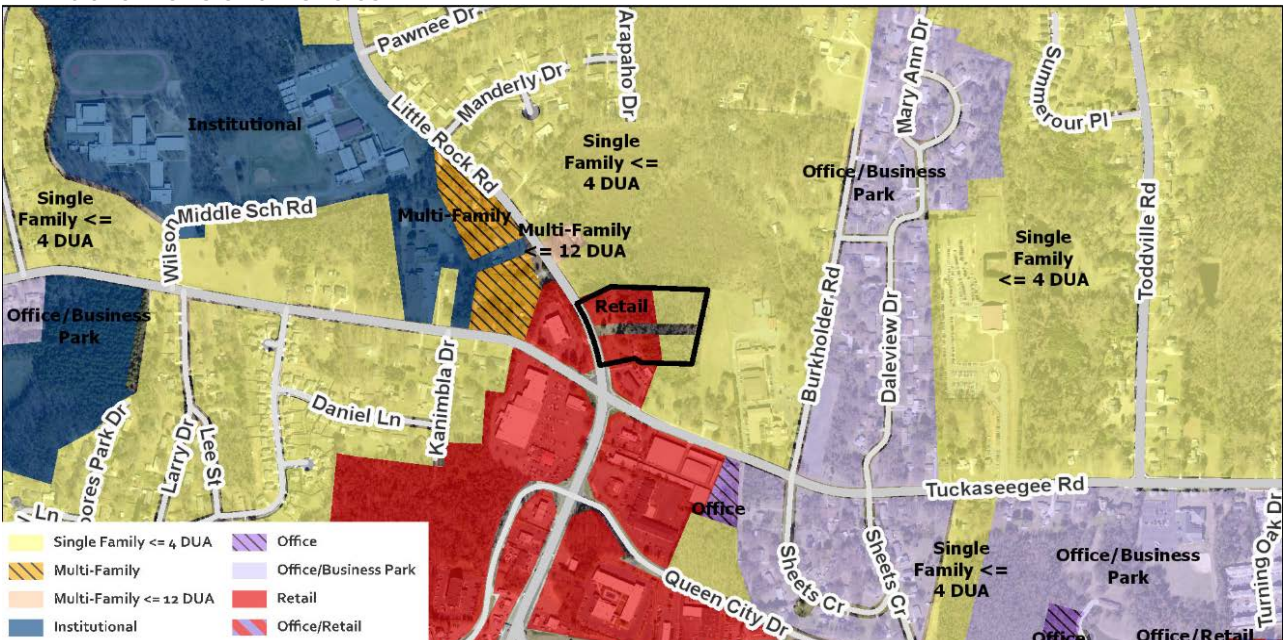 Pawnee Dr
Arapaho Dr
Manderly Dr
Little Rock Rd
Institutional
Mary Ann Dr
Summerour Pl
Single
Family <=
4 DUA
Office/Business
Park
Single
Family <=
4 DUA
Wilson
Middle Sch Rd
Multi-Family
Multi-Family
<= 12 DUA
Single
Family
<= 4 DUA
Toddville Rd
Office/Business
Park
Retail
Burkholder Rd
Daleview Dr
Kanimbla Dr
Daniel Ln
Larry Dr
Lee St
oores Park Dr
Ln
Tuckaseegee Rd
Office
Sheets Cr
Sheets Cr
Queen City Dr
Single
Family <=
4 DUA
Office/Business
Park
Turning Oak Dr
Office
Office/Retail
Single Family <= 4 DUA
Multi-Family
Multi-Family <= 12 DUA
Institutional
Office
Office/Business Park
Retail
Office/Retail